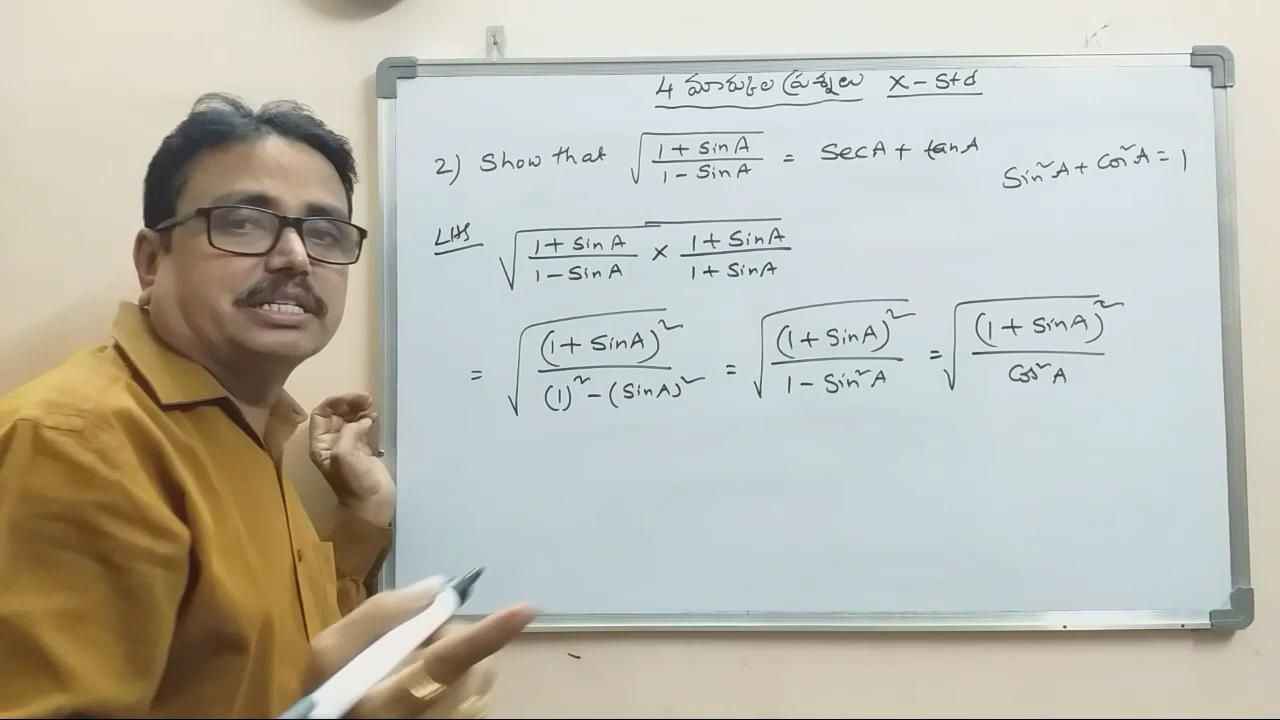 4 మార్కుల ప్రశ్నలు X - Std
2) Show that √((1 + sinA)/(1 - SinA)) = SecA + tanA Sin²A + Cos²A = 1
LHS √((1 + SinA)/(1 - SinA) × (1 + SinA)/(1 + SinA))
= √((1 + SinA)²/((1)² - (SinA)²)) = √((1 + SinA)²/(1 - Sin²A)) = √((1 + SinA)²/(Cos²A))